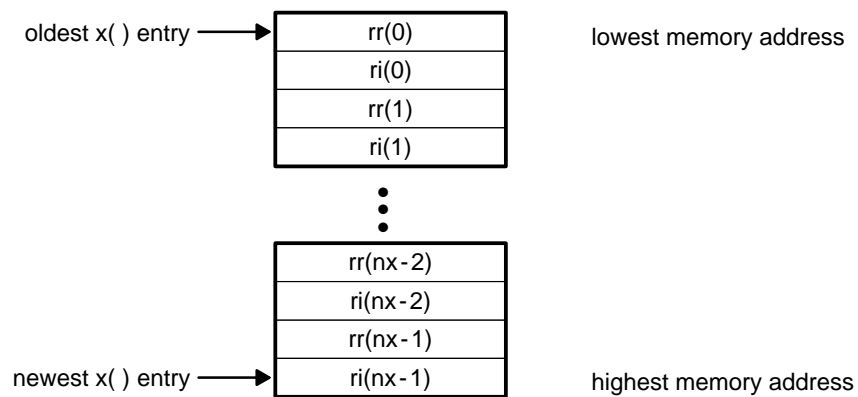 oldest x( ) entry rr(0) lowest memory address
ri(0)
rr(1)
ri(1)
rr(nx-2)
ri(nx-2)
rr(nx-1)
newest x( ) entry ri(nx-1) highest memory address